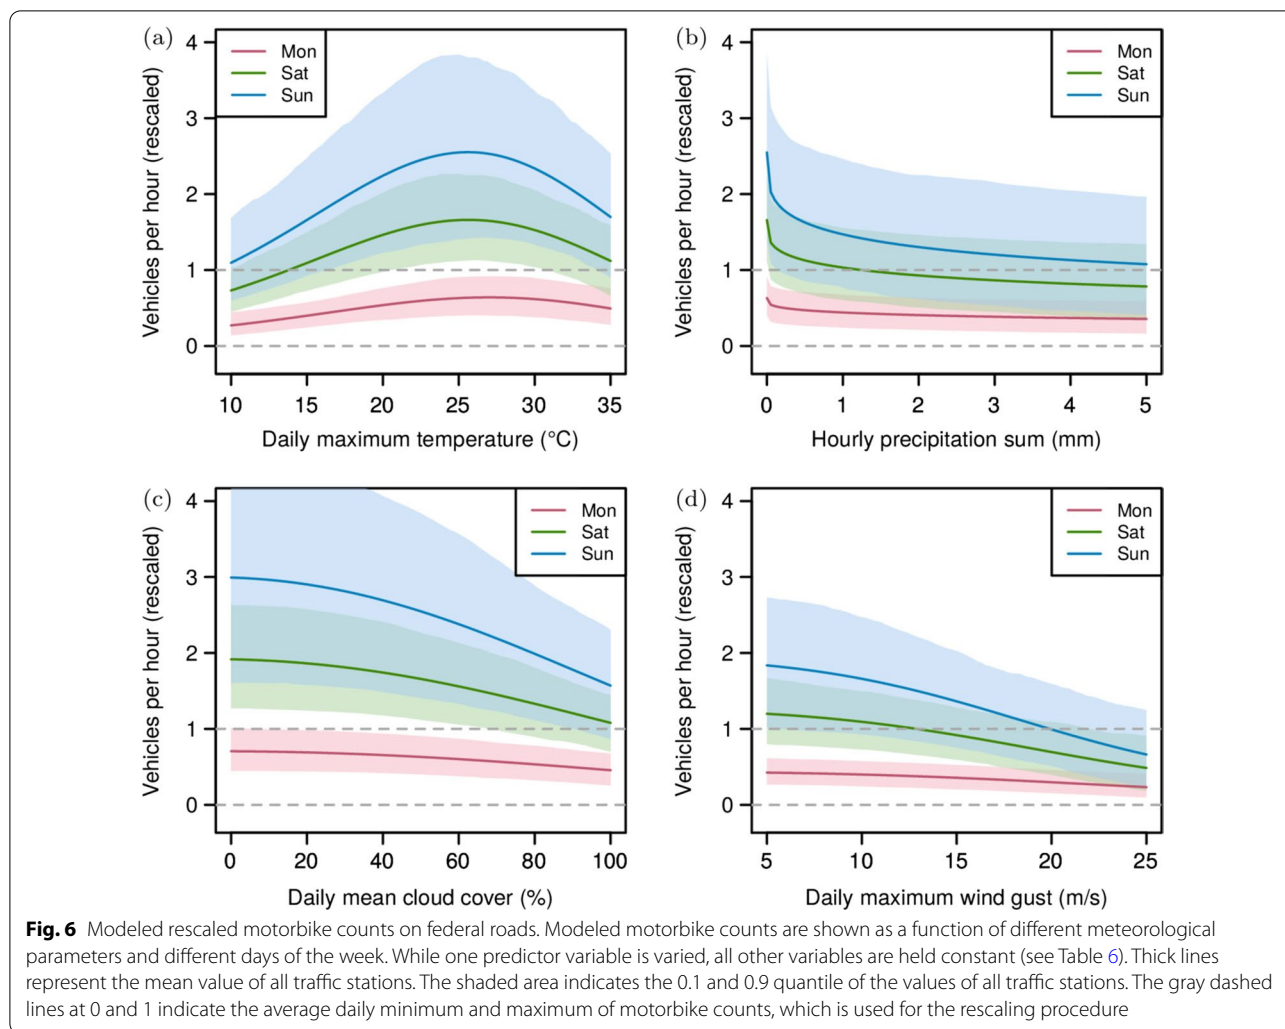 (a)
Vehicles per hour (rescaled)
4
3
2
1
0
Mon
Sat
Sun
10 15 20 25 30 35
Daily maximum temperature (°C)
(b)
Vehicles per hour (rescaled)
4
3
2
1
0
Mon
Sat
Sun
0 1 2 3 4 5
Hourly precipitation sum (mm)
(c)
Vehicles per hour (rescaled)
4
3
2
1
0
Mon
Sat
Sun
0 20 40 60 80 100
Daily mean cloud cover (%)
(d)
Vehicles per hour (rescaled)
4
3
2
1
0
Mon
Sat
Sun
5 10 15 20 25
Daily maximum wind gust (m/s)
Fig. 6 Modeled rescaled motorbike counts on federal roads. Modeled motorbike counts are shown as a function of different meteorological
parameters and different days of the week. While one predictor variable is varied, all other variables are held constant (see Table 6). Thick lines
represent the mean value of all traffic stations. The shaded area indicates the 0.1 and 0.9 quantile of the values of all traffic stations. The gray dashed
lines at 0 and 1 indicate the average daily minimum and maximum of motorbike counts, which is used for the rescaling procedure